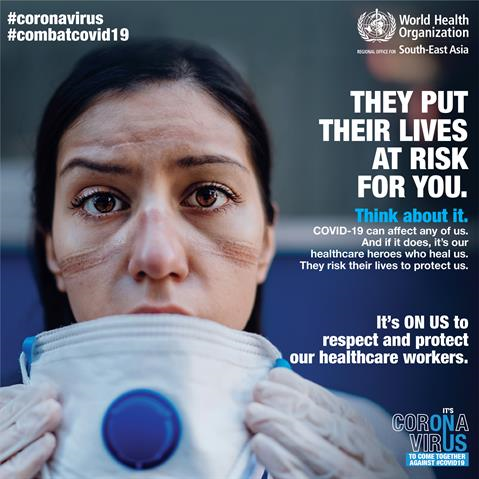 #coronavirus
#combatcovid19
World Health
Organization
REGIONAL OFFICE FOR South-East Asia
THEY PUT
THEIR LIVES
AT RISK
FOR YOU.
Think about it.
COVID-19 can affect any of us.
And if it does, it's our
healthcare heroes who heal us.
They risk their lives to protect us.
It's ON US to
respect and protect
our healthcare workers.
IT'S
CORONA
VIRUS
TO COME TOGETHER
AGAINST #COVID19